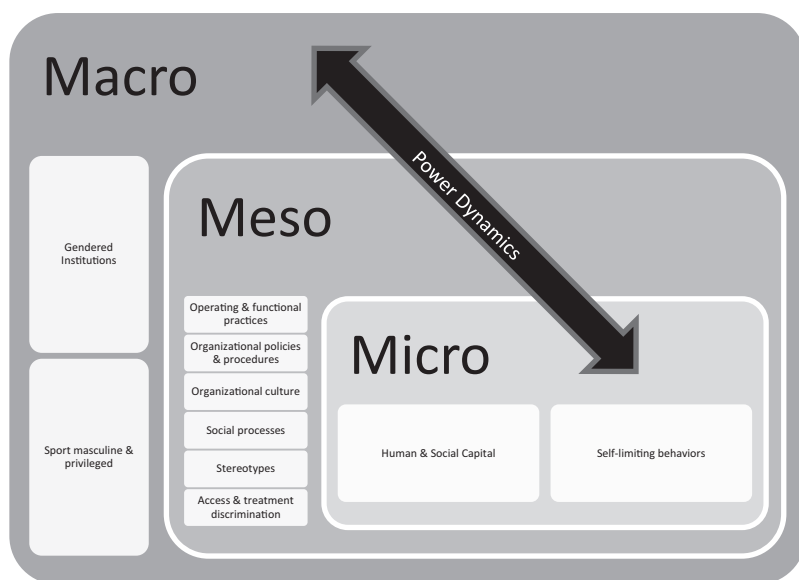 Macro
Power Dynamics
Gendered
Institutions
Sport masculine &
privileged
Meso
Operating & functional
practices
Organizational policies
& procedures
Organizational culture
Social processes
Stereotypes
Access & treatment
discrimination
Micro
Human & Social Capital
Self-limiting behaviors